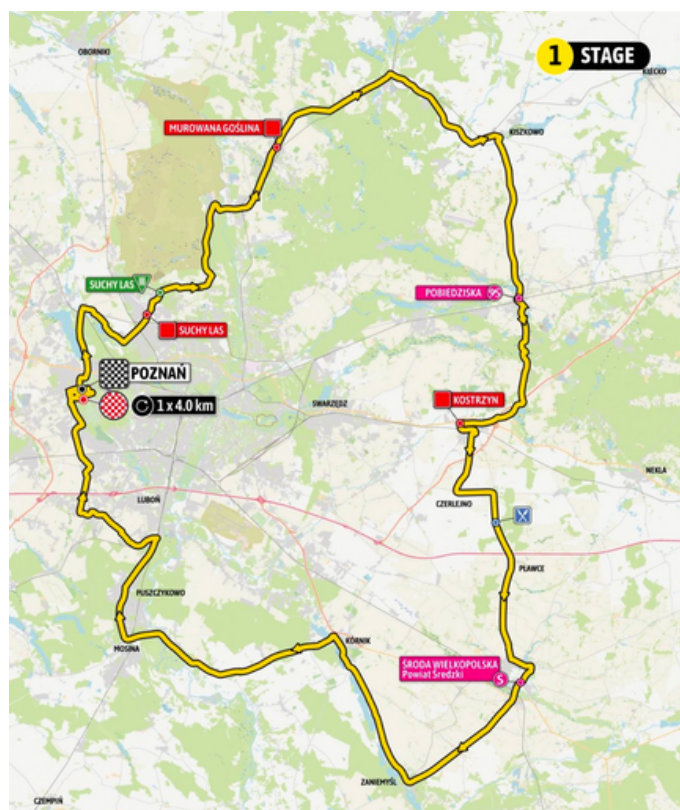 1 STAGE
OBORNIKI
KŁECKO
MUROWANA GOŚLINA
KISZKOWO
SUCHY LAS
POBIEDZISKA
SUCHY LAS
POZNAŃ
1 x 4.0 km
SWARZĘDZ
KOSTRZYN
NEKLA
LUBOŃ
CZERLEJNO
PŁAWCE
PUSZCZYKOWO
MOSINA
KÓRNIK
ŚRODA WIELKOPOLSKA
Powiat Średzki
S
ZANIEMYŚL
CZEMPIŃ